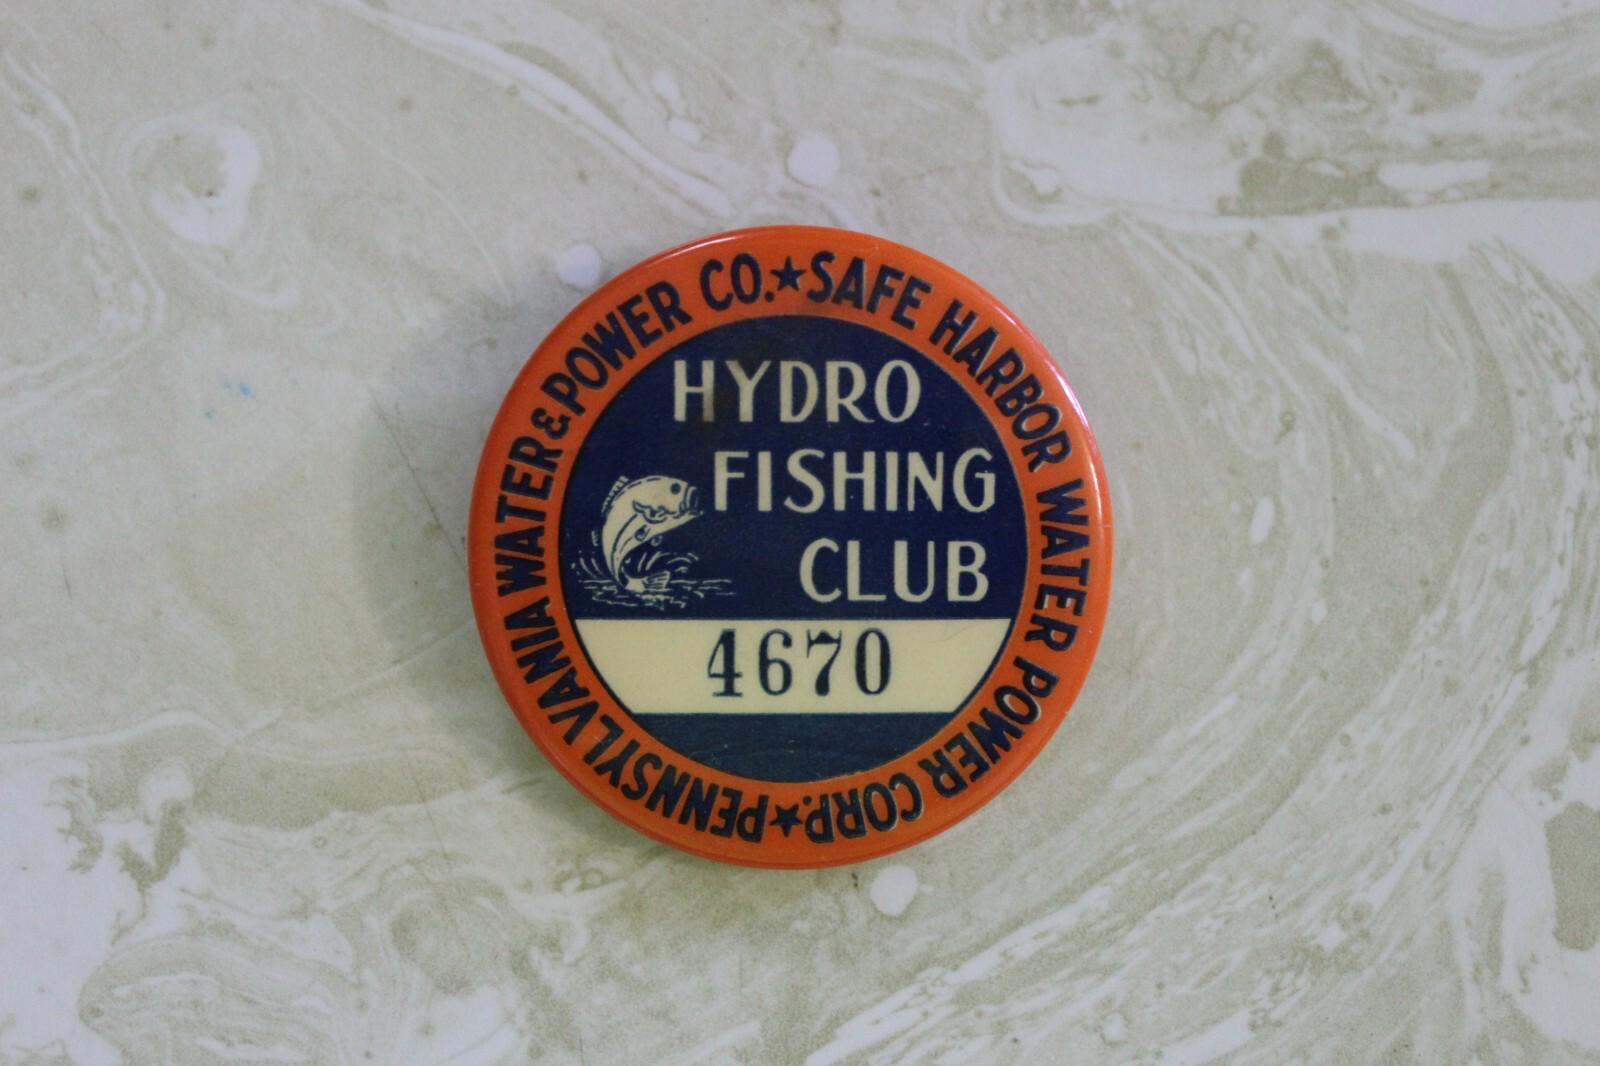 PENNSYLVANIA WATER & POWER CO. ★ SAFE HARBOR WATER POWER CORP. ★
HYDRO
FISHING
CLUB
4670